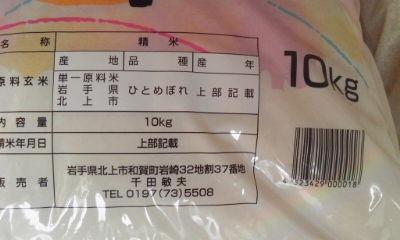 名 称 精 米
産 地 品 種 産 年
原料玄米 単一原料米
岩手県 ひとめぼれ 上部記載
北上市
内容量 10kg
精米年月日 上部記載
販売者 岩手県北上市和賀町岩崎32地割37番地
千田敏夫
TEL 0197(73)5508
10kg
4 523429 000018